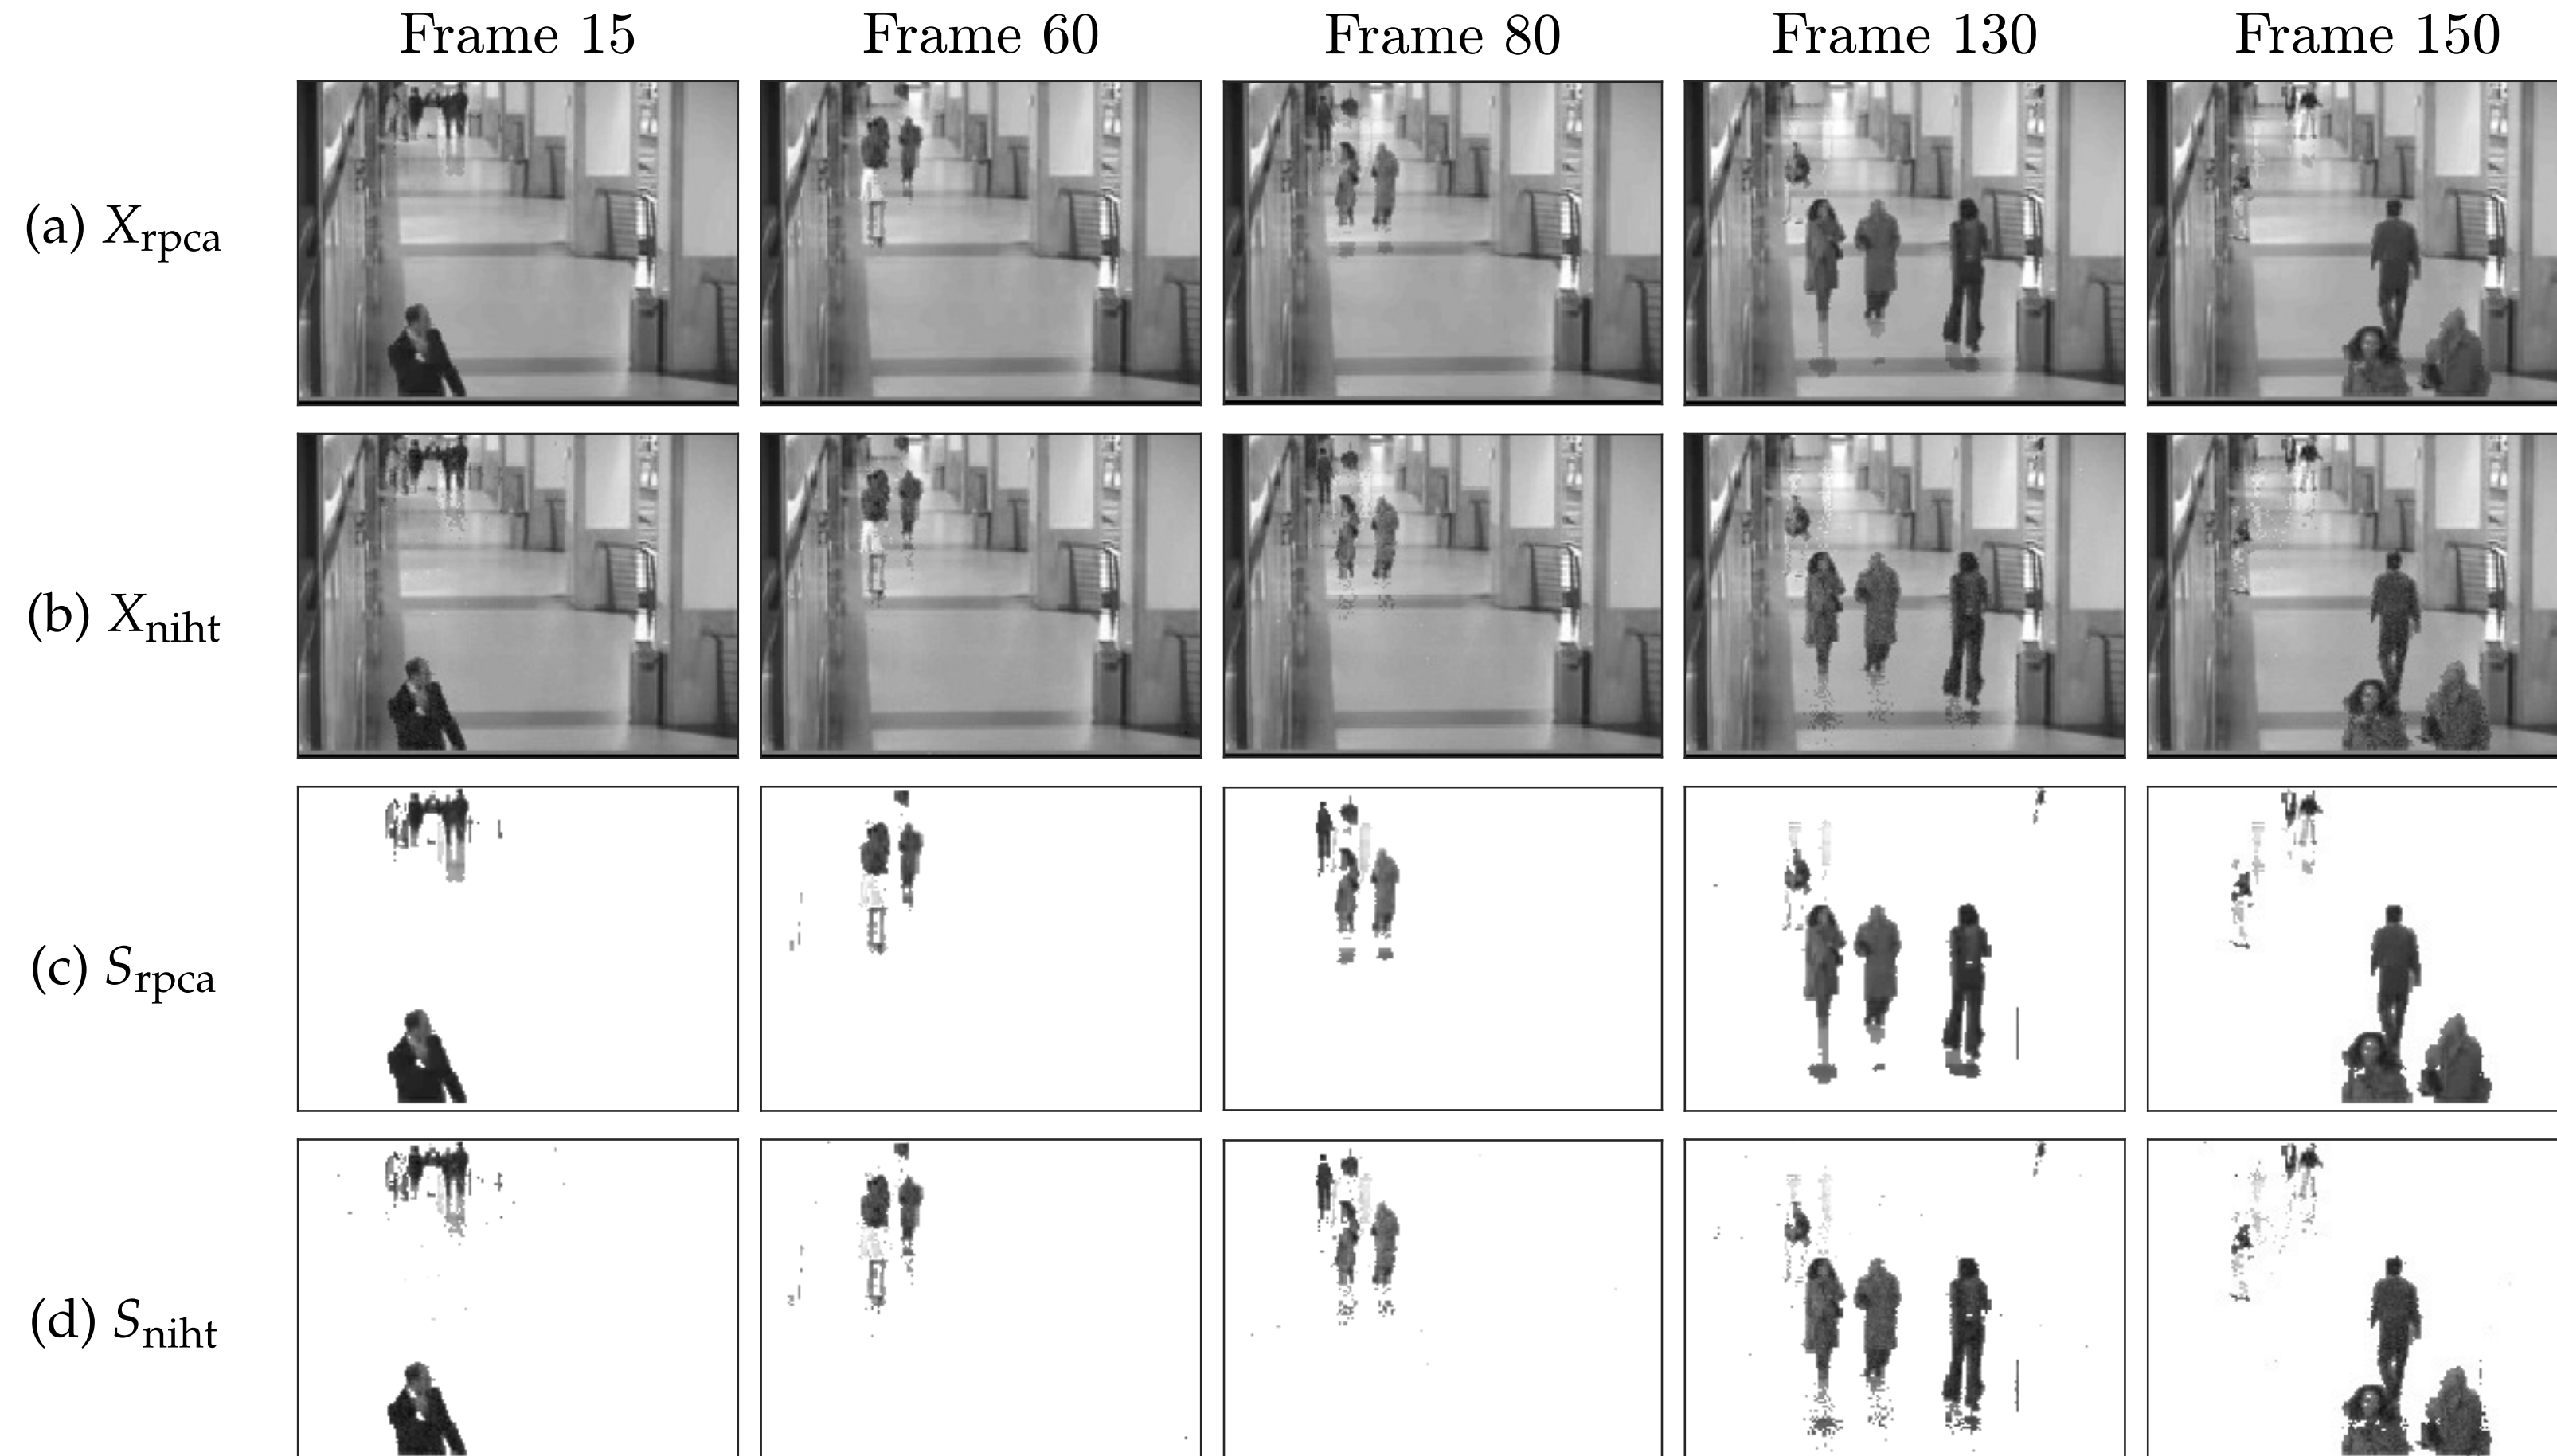 Frame 15 Frame 60 Frame 80 Frame 130 Frame 150
(a) X_rpca
(b) X_niht
(c) S_rpca
(d) S_niht